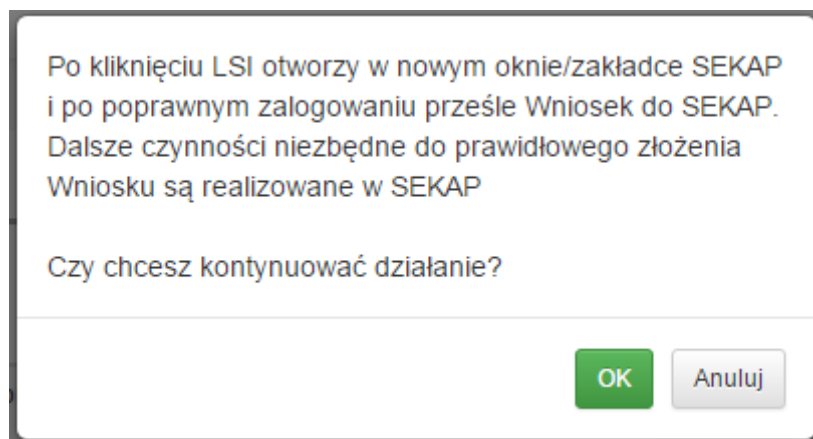 Po kliknięciu LSI otworzy w nowym oknie/zakładce SEKAP
i po poprawnym zalogowaniu prześle Wniosek do SEKAP.
Dalsze czynności niezbędne do prawidłowego złożenia
Wniosku są realizowane w SEKAP
Czy chcesz kontynuować działanie?
OK Anuluj